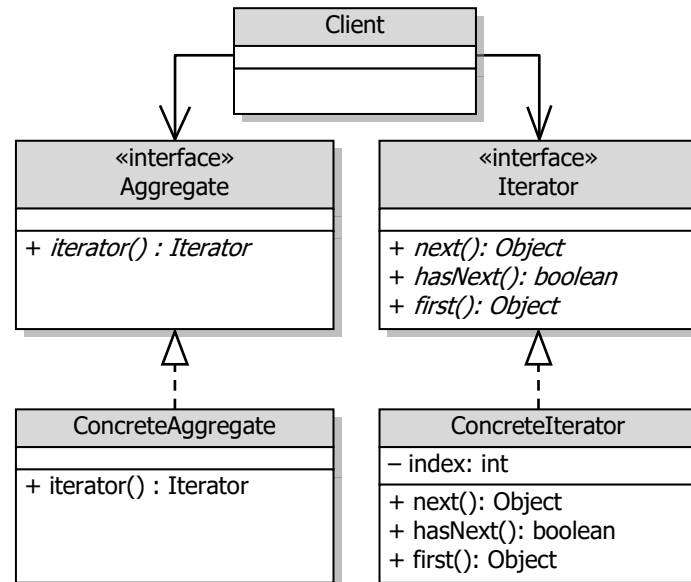 Client
«interface»
Aggregate
+ iterator() : Iterator
«interface»
Iterator
+ next(): Object
+ hasNext(): boolean
+ first(): Object
ConcreteAggregate
+ iterator() : Iterator
ConcreteIterator
– index: int
+ next(): Object
+ hasNext(): boolean
+ first(): Object